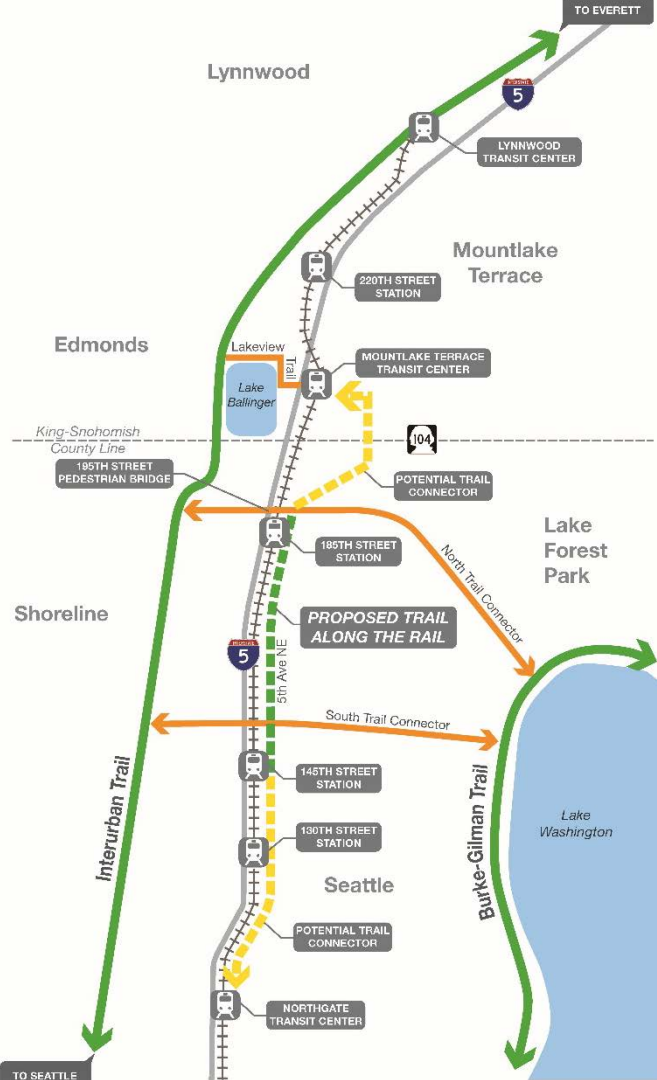 TO EVERETT
Lynnwood
INTERSTATE
5
LYNNWOOD
TRANSIT CENTER
Mountlake
Terrace
220TH STREET
STATION
Edmonds
Lakeview
Trail
MOUNTLAKE TERRACE
TRANSIT CENTER
Lake
Ballinger
King-Snohomish
County Line
104
195TH STREET
PEDESTRIAN BRIDGE
POTENTIAL TRAIL
CONNECTOR
185TH STREET
STATION
Lake
Forest
Park
North Trail Connector
Shoreline
PROPOSED TRAIL
ALONG THE RAIL
INTERSTATE
5
5th Ave NE
South Trail Connector
145TH STREET
STATION
Interurban Trail
Burke-Gilman Trail
Lake
Washington
130TH STREET
STATION
Seattle
POTENTIAL TRAIL
CONNECTOR
NORTHGATE
TRANSIT CENTER
TO SEATTLE